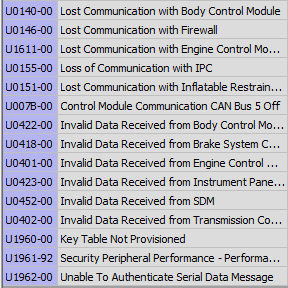 U0140-00 Lost Communication with Body Control Module
U0146-00 Lost Communication with Firewall
U1611-00 Lost Communication with Engine Control Mo...
U0155-00 Loss of Communication with IPC
U0151-00 Lost Communication with Inflatable Restrain...
U007B-00 Control Module Communication CAN Bus 5 Off
U0422-00 Invalid Data Received from Body Control Mo...
U0418-00 Invalid Data Received from Brake System C...
U0401-00 Invalid Data Received from Engine Control ...
U0423-00 Invalid Data Received from Instrument Pane...
U0452-00 Invalid Data Received from SDM
U0402-00 Invalid Data Received from Transmission Co...
U1960-00 Key Table Not Provisioned
U1961-92 Security Peripheral Performance - Performa...
U1962-00 Unable To Authenticate Serial Data Message